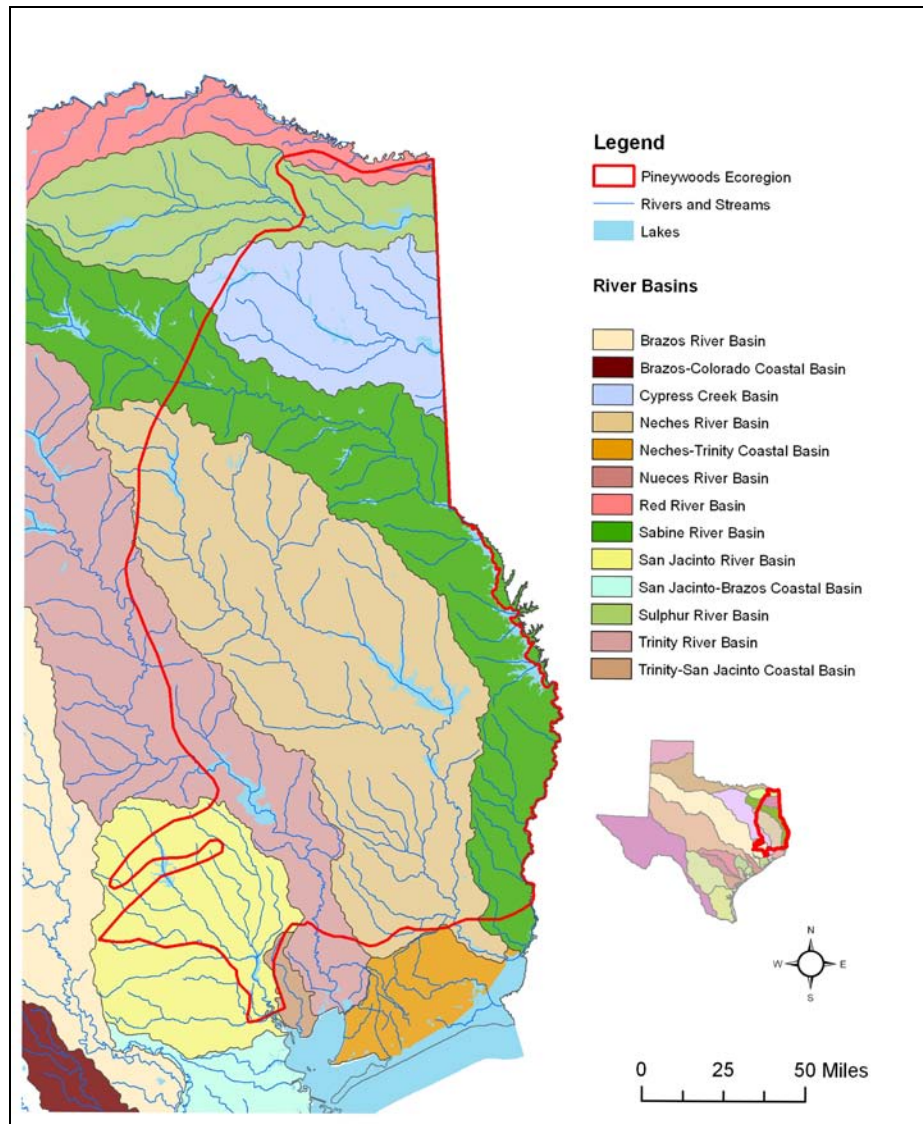 Legend
Pineywoods Ecoregion
Rivers and Streams
Lakes
River Basins
Brazos River Basin
Brazos-Colorado Coastal Basin
Cypress Creek Basin
Neches River Basin
Neches-Trinity Coastal Basin
Nueces River Basin
Red River Basin
Sabine River Basin
San Jacinto River Basin
San Jacinto-Brazos Coastal Basin
Sulphur River Basin
Trinity River Basin
Trinity-San Jacinto Coastal Basin
N
W E
S
0 25 50 Miles